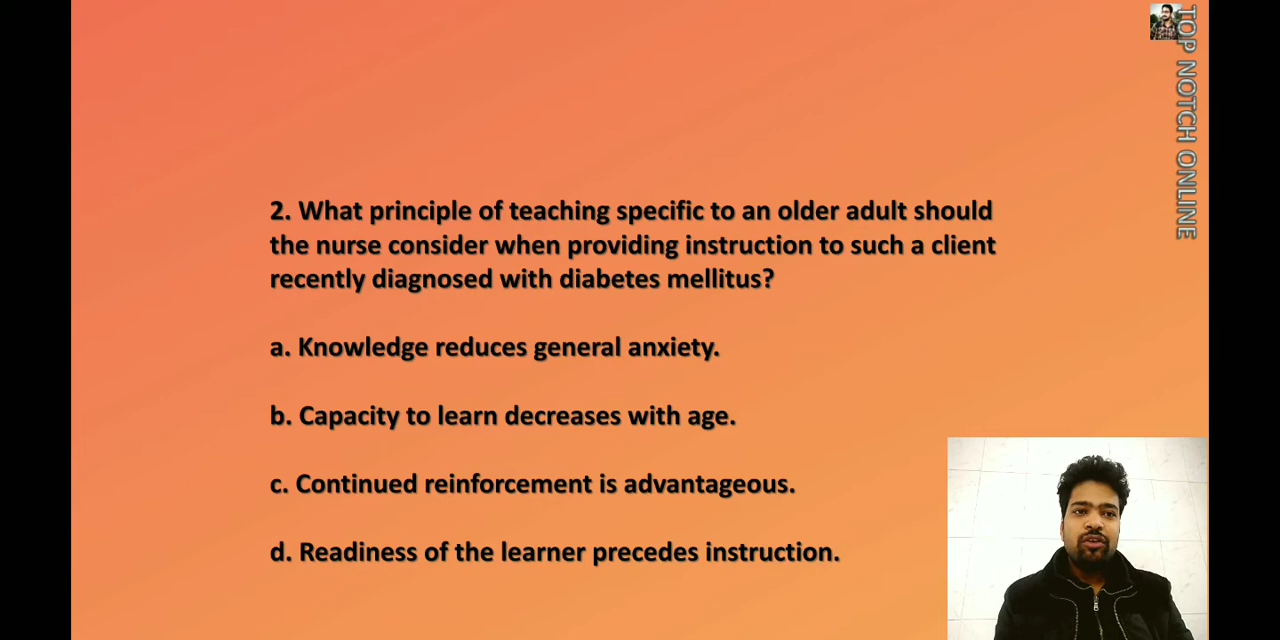 TOP NOTCH ONLINE
2. What principle of teaching specific to an older adult should
the nurse consider when providing instruction to such a client
recently diagnosed with diabetes mellitus?
a. Knowledge reduces general anxiety.
b. Capacity to learn decreases with age.
c. Continued reinforcement is advantageous.
d. Readiness of the learner precedes instruction.